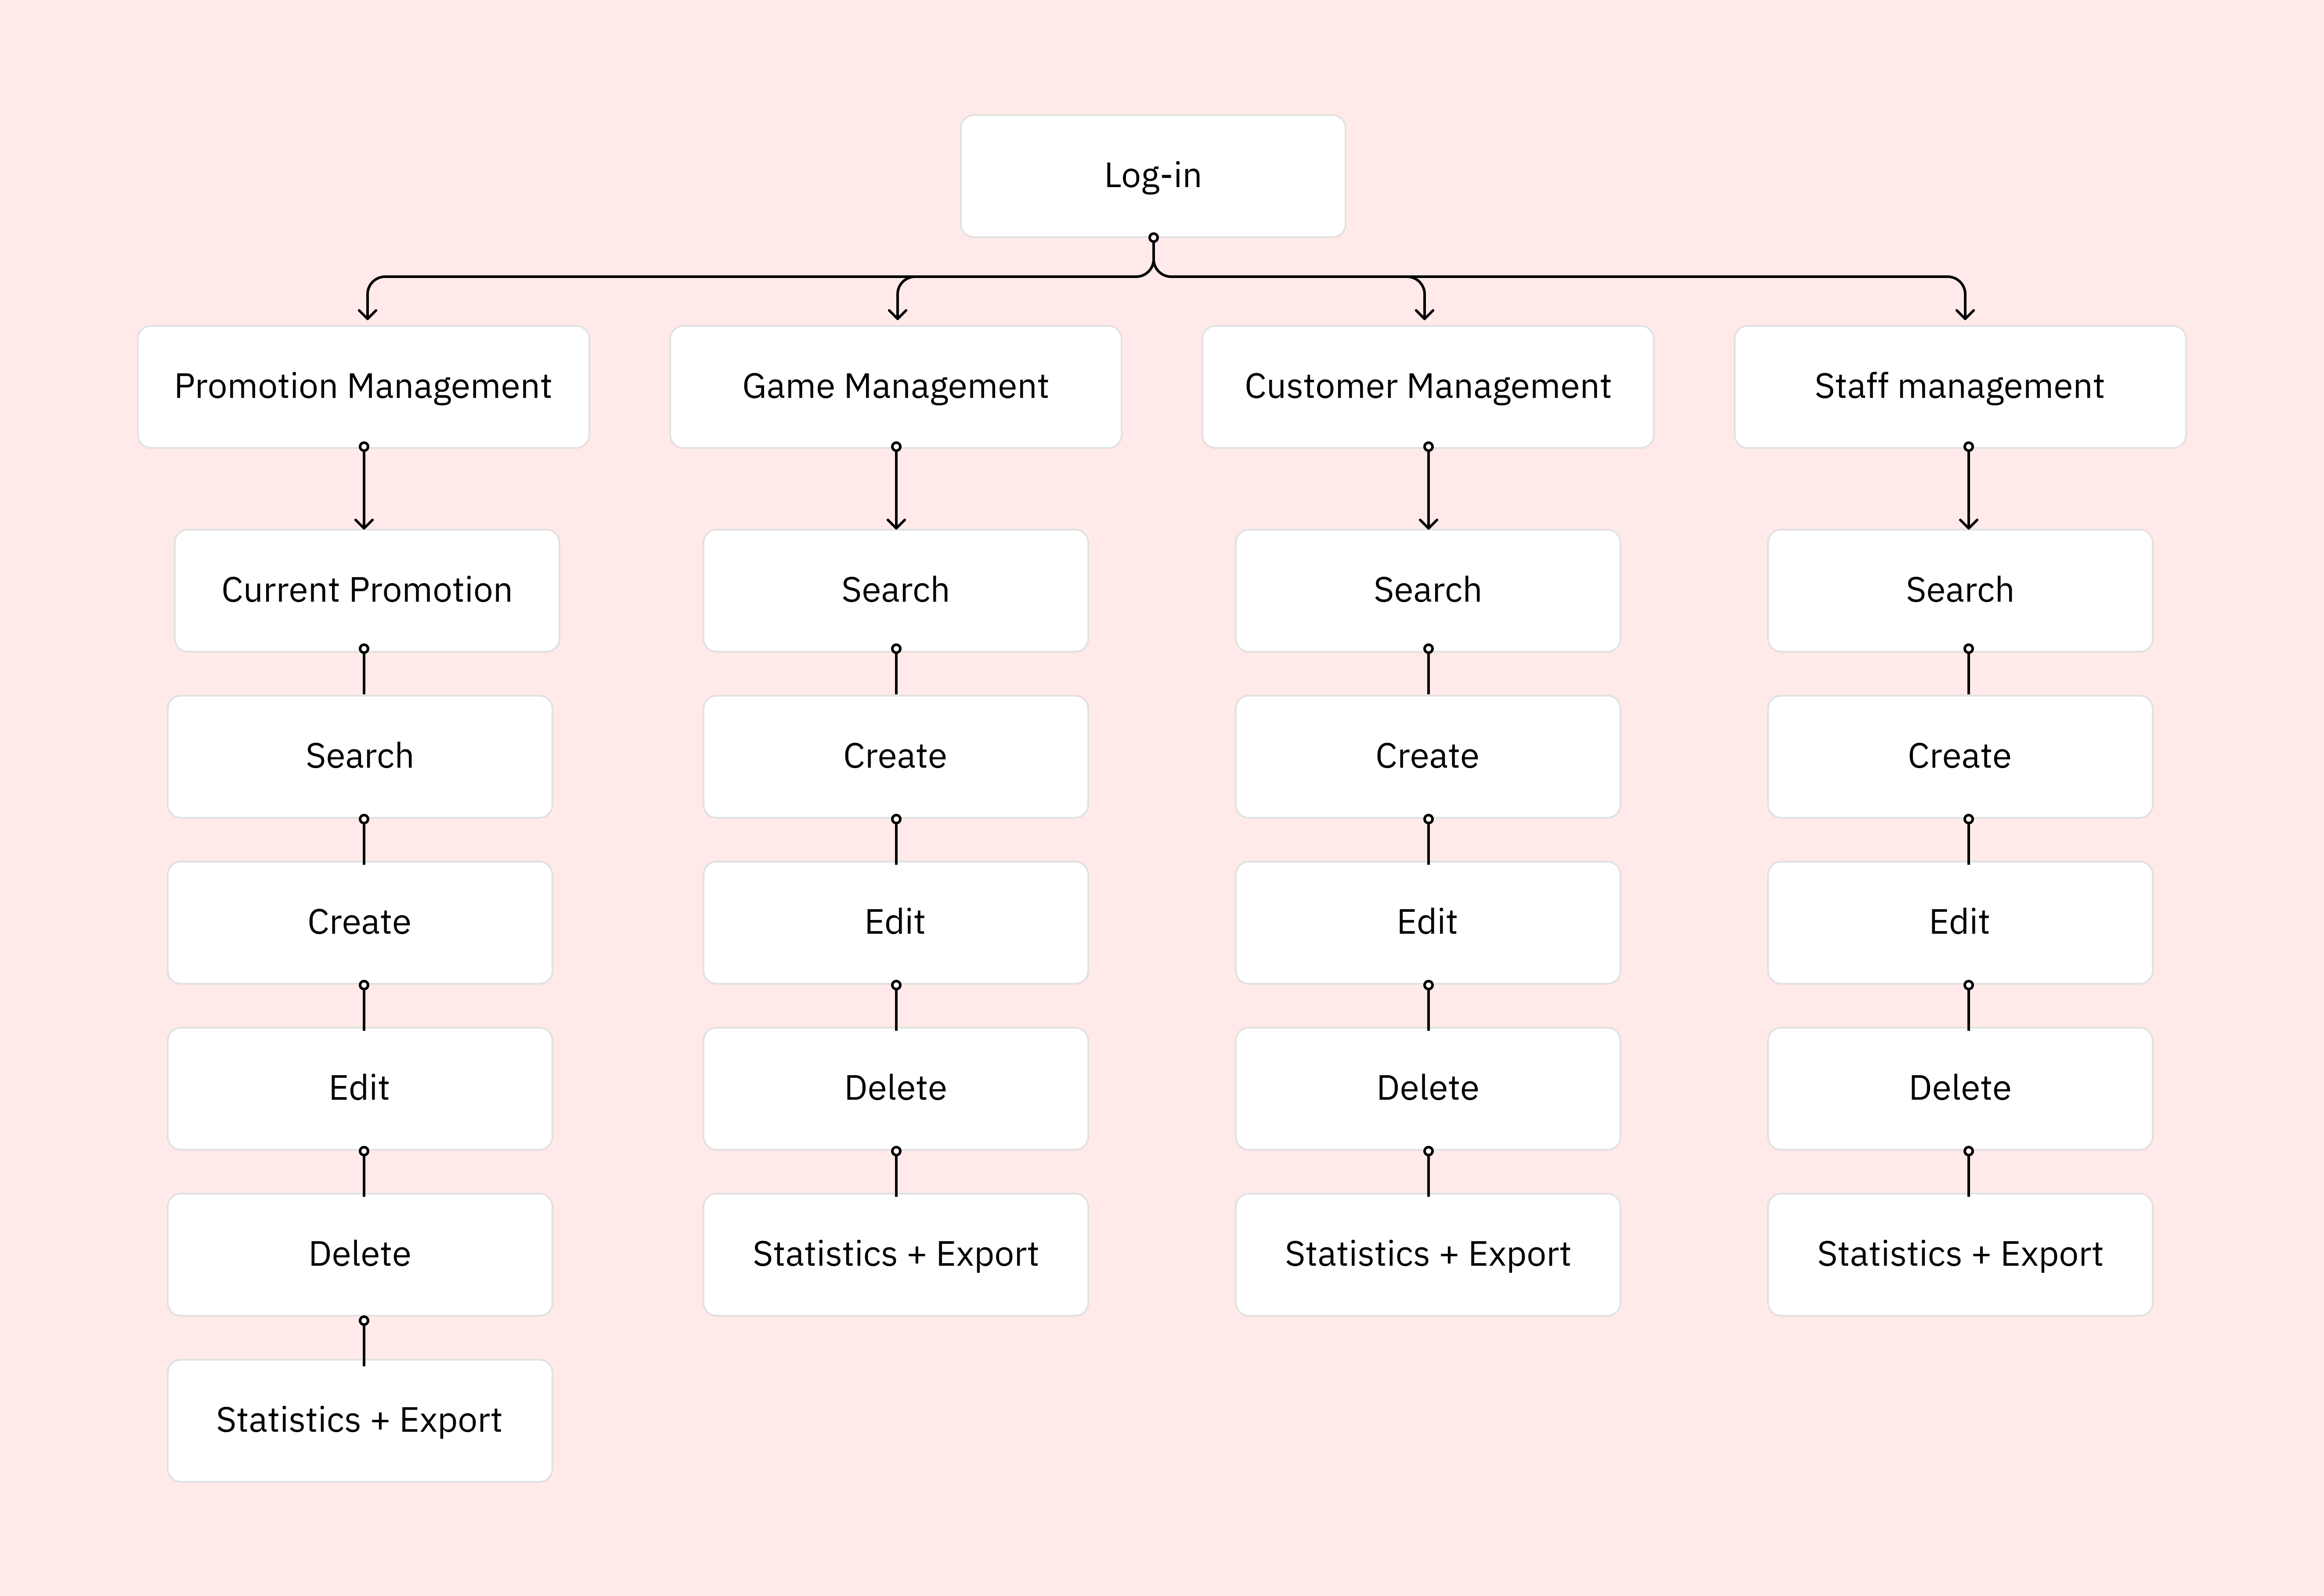 Log-in
Promotion Management
Game Management
Customer Management
Staff management
Current Promotion
Search
Search
Search
Search
Create
Create
Create
Create
Edit
Edit
Edit
Edit
Delete
Delete
Delete
Delete
Statistics + Export
Statistics + Export
Statistics + Export
Statistics + Export